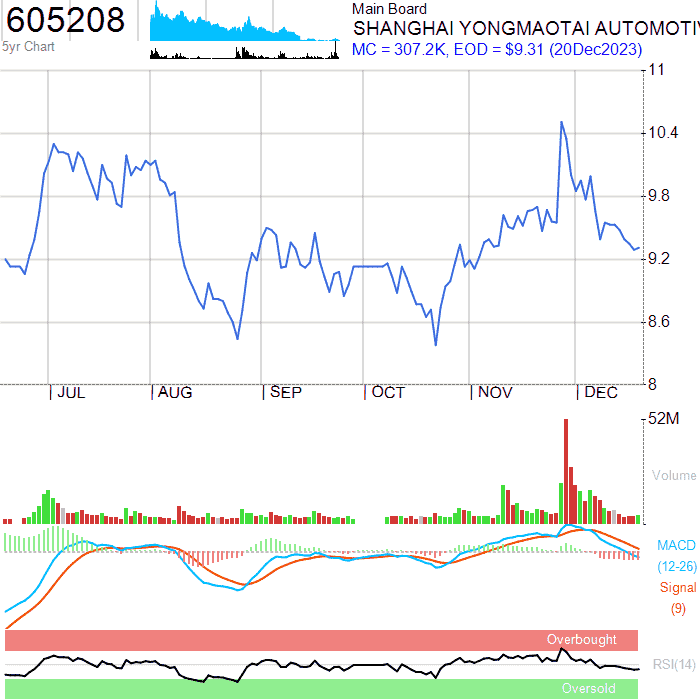 605208
5yr Chart
Main Board
SHANGHAI YONGMAOTAI AUTOMOTIV
MC = 307.2K, EOD = $9.31 (20Dec2023)
11
10.4
9.8
9.2
8.6
8
JUL AUG SEP OCT NOV DEC
52M
Volume
MACD
(12-26)
Signal
(9)
Overbought
RSI(14)
Oversold